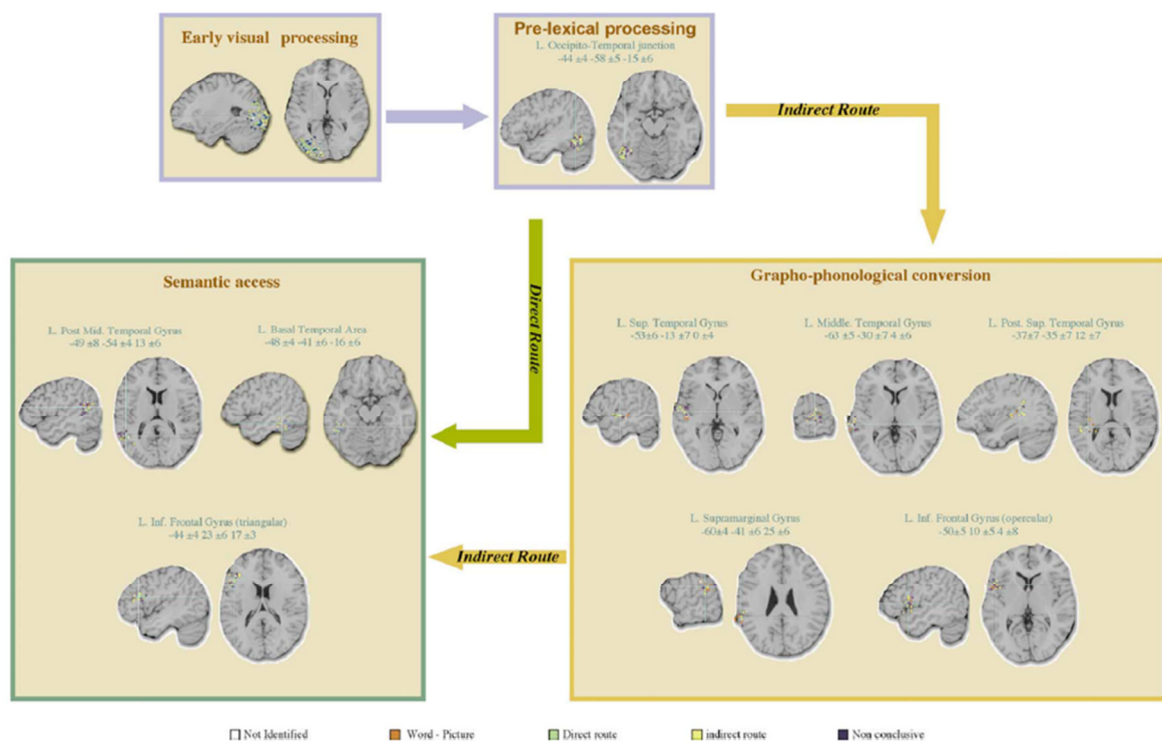 Early visual processing
Pre-lexical processing
L. Occipito-Temporal junction
-44 ±4 -58 ±5 -15 ±6
Indirect Route
Direct Route
Semantic access
L. Post Mid. Temporal Gyrus
-49 ±8 -54 ±4 13 ±6
L. Basal Temporal Area
-48 ±4 -41 ±6 -16 ±6
L. Inf. Frontal Gyrus (triangular)
-44 ±4 23 ±6 17 ±3
Indirect Route
Grapho-phonological conversion
L. Sup. Temporal Gyrus
-53±6 -13 ±7 0 ±4
L. Middle. Temporal Gyrus
-63 ±5 -30 ±7 4 ±6
L. Post. Sup. Temporal Gyrus
-37±7 -35 ±7 12 ±7
L. Supramarginal Gyrus
-60±4 -41 ±6 25 ±6
L. Inf. Frontal Gyrus (opercular)
-50±5 10 ±5 4 ±8
Not Identified
Word - Picture
Direct route
indirect route
Non conclusive